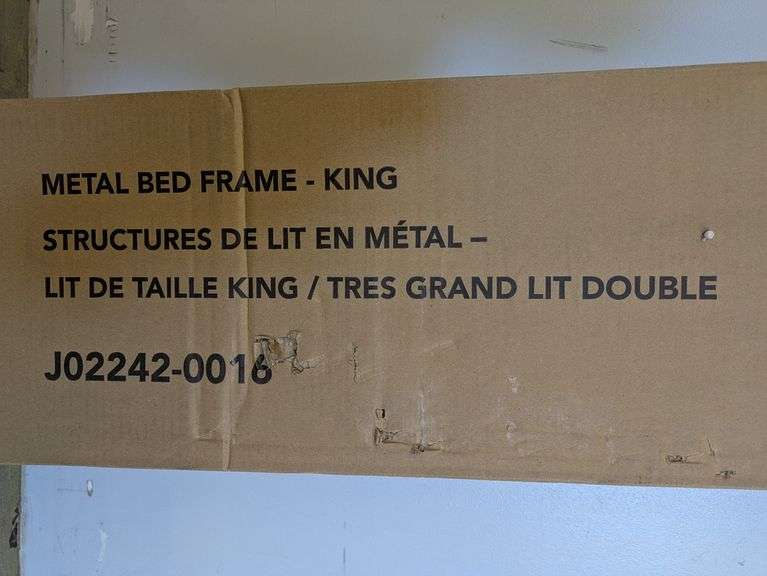 METAL BED FRAME - KING
STRUCTURES DE LIT EN MÉTAL –
LIT DE TAILLE KING / TRES GRAND LIT DOUBLE
J02242-0016